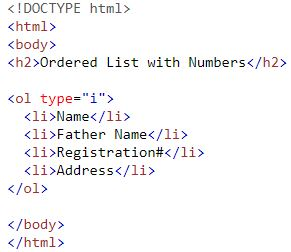 <!DOCTYPE html>
<html>
<body>
<h2>Ordered List with Numbers</h2>
<ol type="i">
<li>Name</li>
<li>Father Name</li>
<li>Registration#</li>
<li>Address</li>
</ol>
</body>
</html>